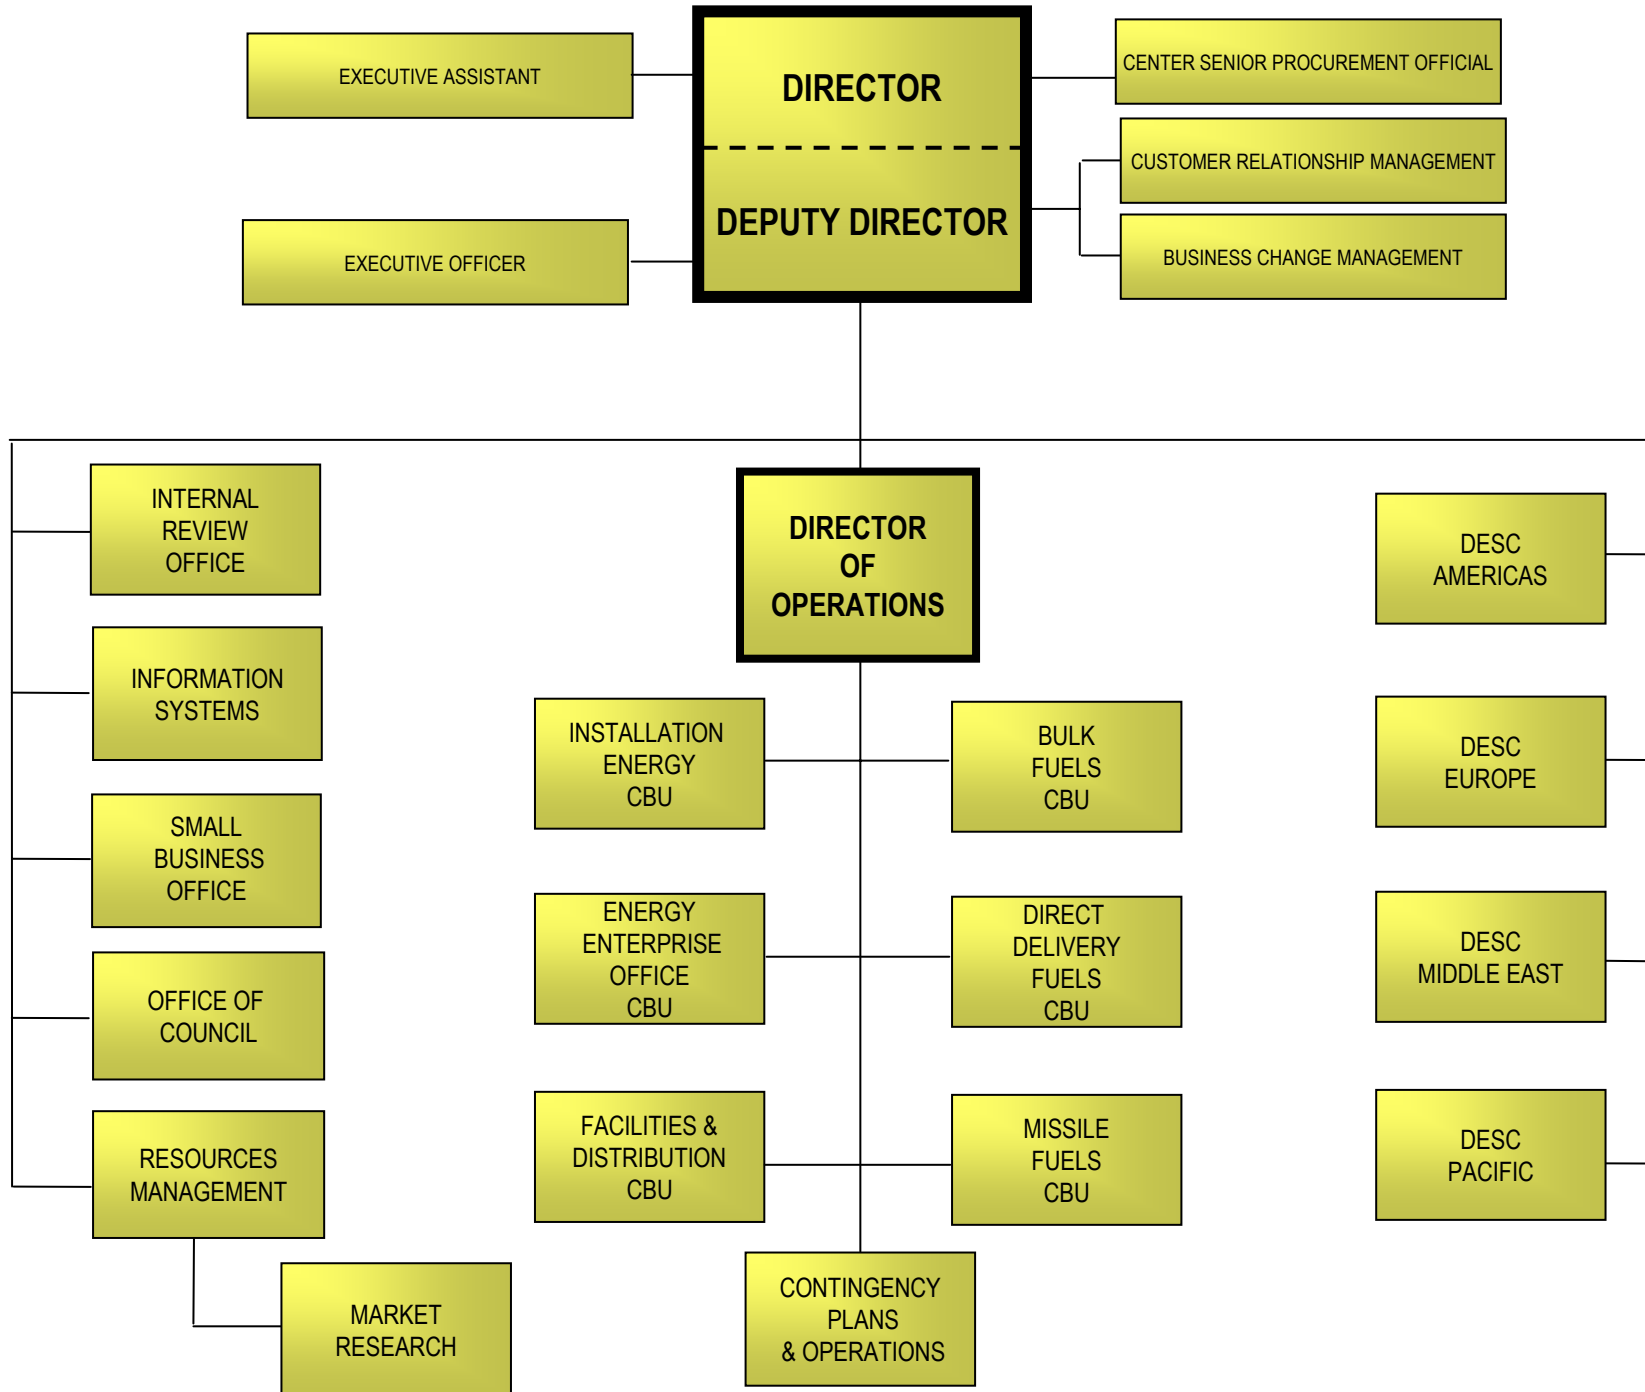 EXECUTIVE ASSISTANT
DIRECTOR
CENTER SENIOR PROCUREMENT OFFICIAL
CUSTOMER RELATIONSHIP MANAGEMENT
DEPUTY DIRECTOR
EXECUTIVE OFFICER
BUSINESS CHANGE MANAGEMENT
INTERNAL
REVIEW
OFFICE
INFORMATION
SYSTEMS
SMALL
BUSINESS
OFFICE
OFFICE OF
COUNCIL
RESOURCES
MANAGEMENT
MARKET
RESEARCH
DIRECTOR
OF
OPERATIONS
INSTALLATION
ENERGY
CBU
BULK
FUELS
CBU
ENERGY
ENTERPRISE
OFFICE
CBU
DIRECT
DELIVERY
FUELS
CBU
FACILITIES &
DISTRIBUTION
CBU
MISSILE
FUELS
CBU
CONTINGENCY
PLANS
& OPERATIONS
DESC
AMERICAS
DESC
EUROPE
DESC
MIDDLE EAST
DESC
PACIFIC